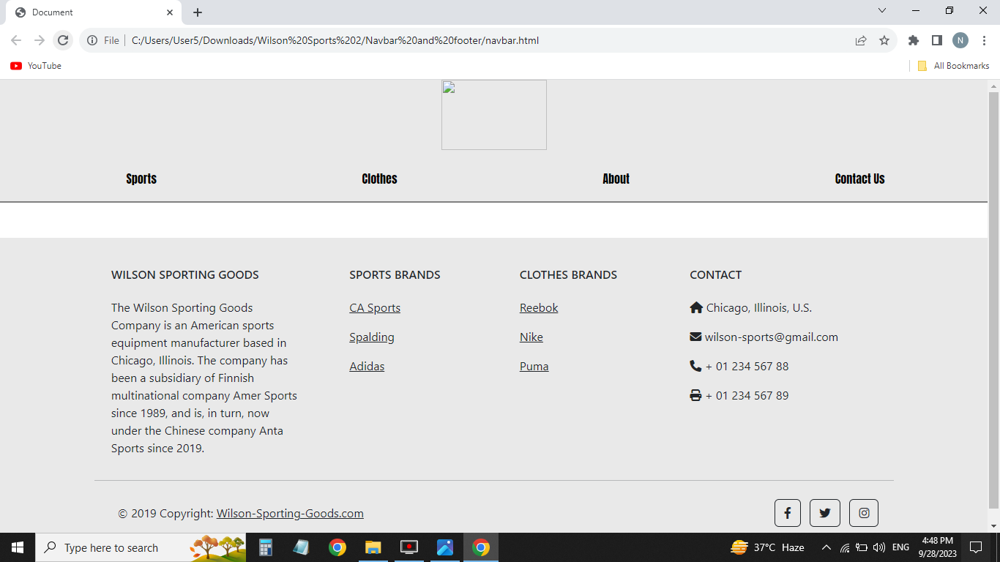 Document
File
C:/Users/User5/Downloads/Wilson%20Sports%202/Navbar%20and%20footer/navbar.html
N
YouTube
All Bookmarks
Sports Clothes About Contact Us
WILSON SPORTING GOODS
The Wilson Sporting Goods
Company is an American sports
equipment manufacturer based in
Chicago, Illinois. The company has
been a subsidiary of Finnish
multinational company Amer Sports
since 1989, and is, in turn, now
under the Chinese company Anta
Sports since 2019.
SPORTS BRANDS
CA Sports
Spalding
Adidas
CLOTHES BRANDS
Reebok
Nike
Puma
CONTACT
Chicago, Illinois, U.S.
wilson-sports@gmail.com
+ 01 234 567 88
+ 01 234 567 89
© 2019 Copyright: Wilson-Sporting-Goods.com
Type here to search
37°C Haze
ENG
4:48 PM
9/28/2023